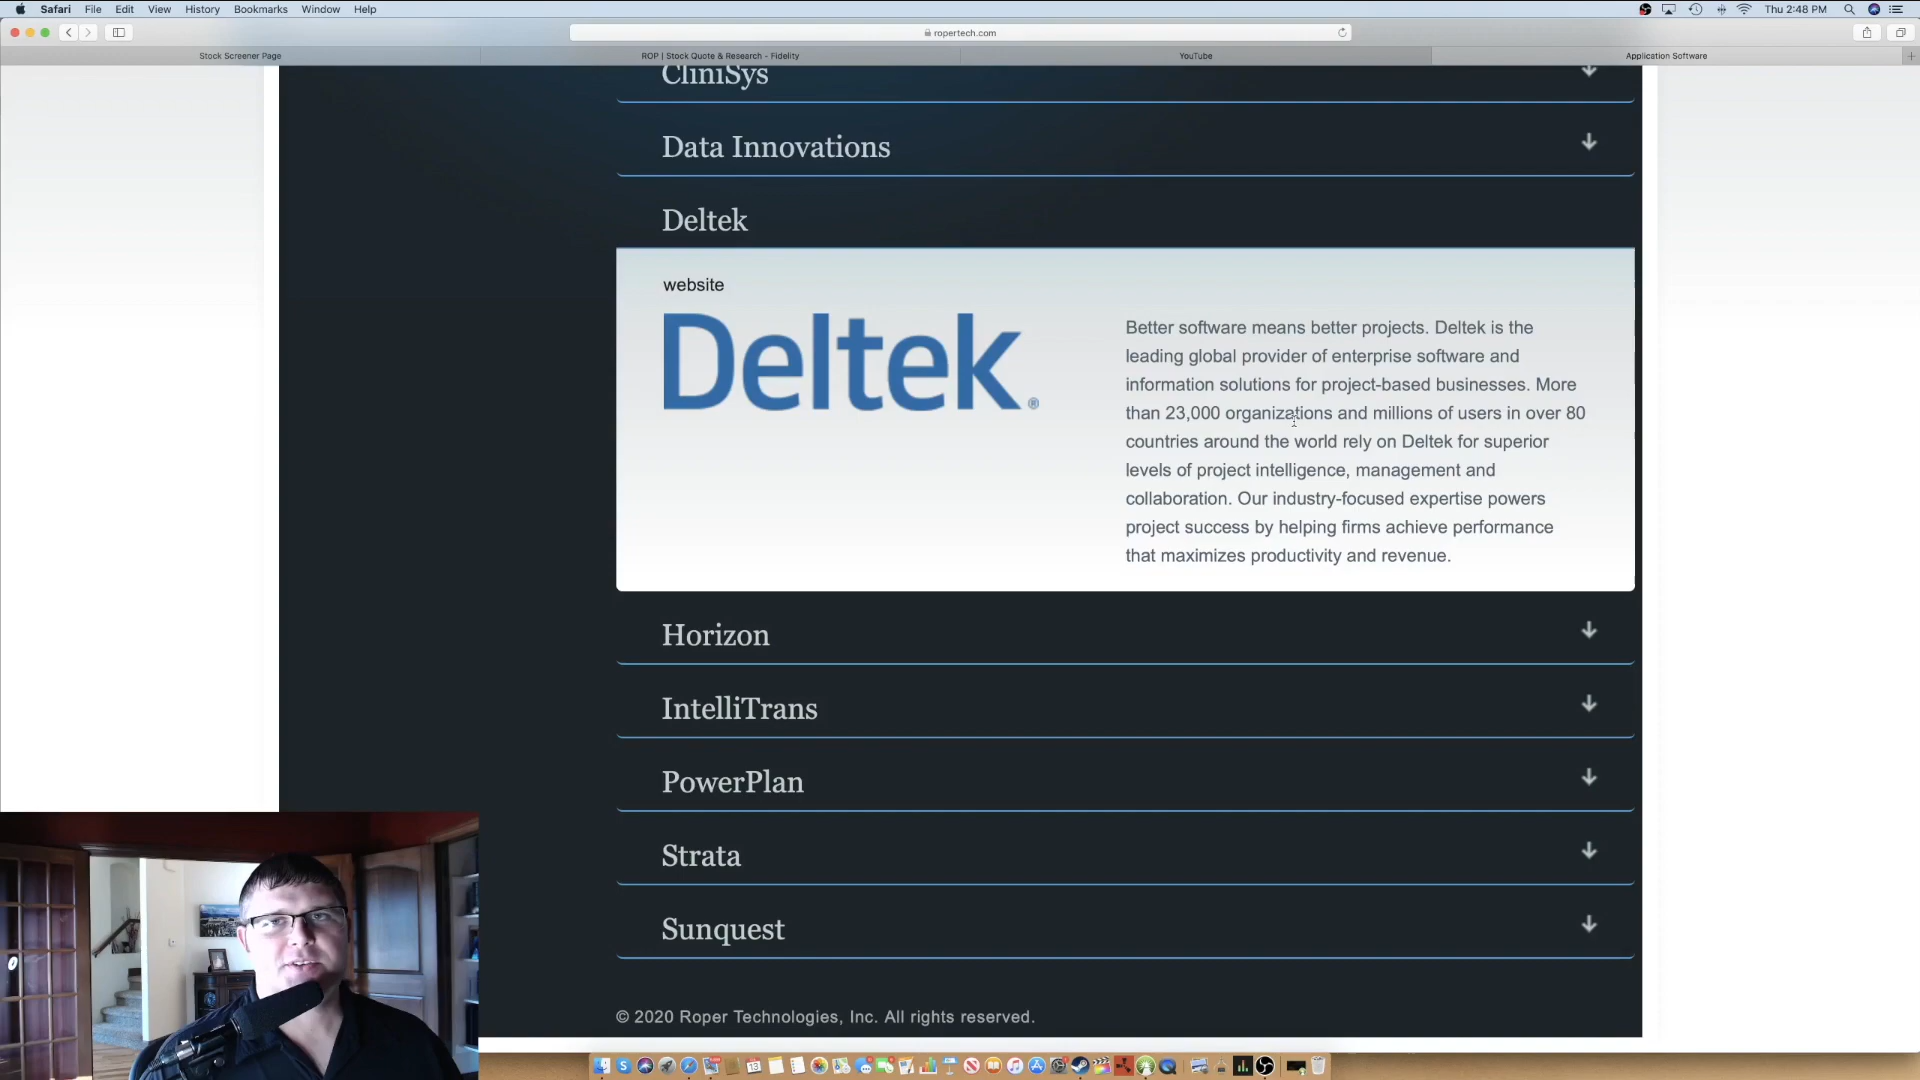 Safari File Edit View History Bookmarks Window Help
Thu 2:48 PM
ropertech.com
Stock Screener Page
ROP | Stock Quote & Research - Fidelity
YouTube
Application Software
CliniSys
Data Innovations
Deltek
website
Deltek®
Better software means better projects. Deltek is the
leading global provider of enterprise software and
information solutions for project-based businesses. More
than 23,000 organizations and millions of users in over 80
countries around the world rely on Deltek for superior
levels of project intelligence, management and
collaboration. Our industry-focused expertise powers
project success by helping firms achieve performance
that maximizes productivity and revenue.
Horizon
IntelliTrans
PowerPlan
Strata
Sunquest
© 2020 Roper Technologies, Inc. All rights reserved.